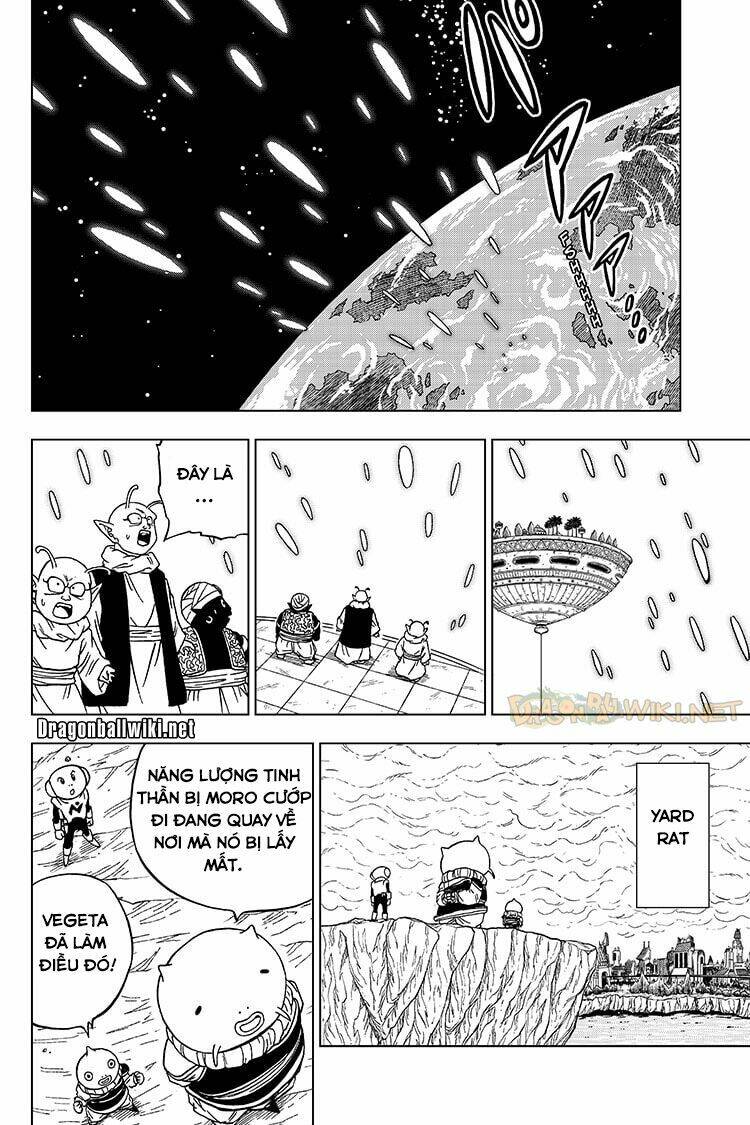 パ
ア
ア
ア...
FSHHHHHH
ĐÂY LÀ
...
Dragonballwiki.net
DRAGONBALLWIKI.NET
YARD
RAT
NĂNG LƯỢNG TINH
THẦN BỊ MORO CƯỚP
ĐI ĐANG QUAY VỀ
NƠI MÀ NÓ BỊ LẤY
MẤT.
VEGETA
ĐÃ LÀM
ĐIỀU ĐÓ!